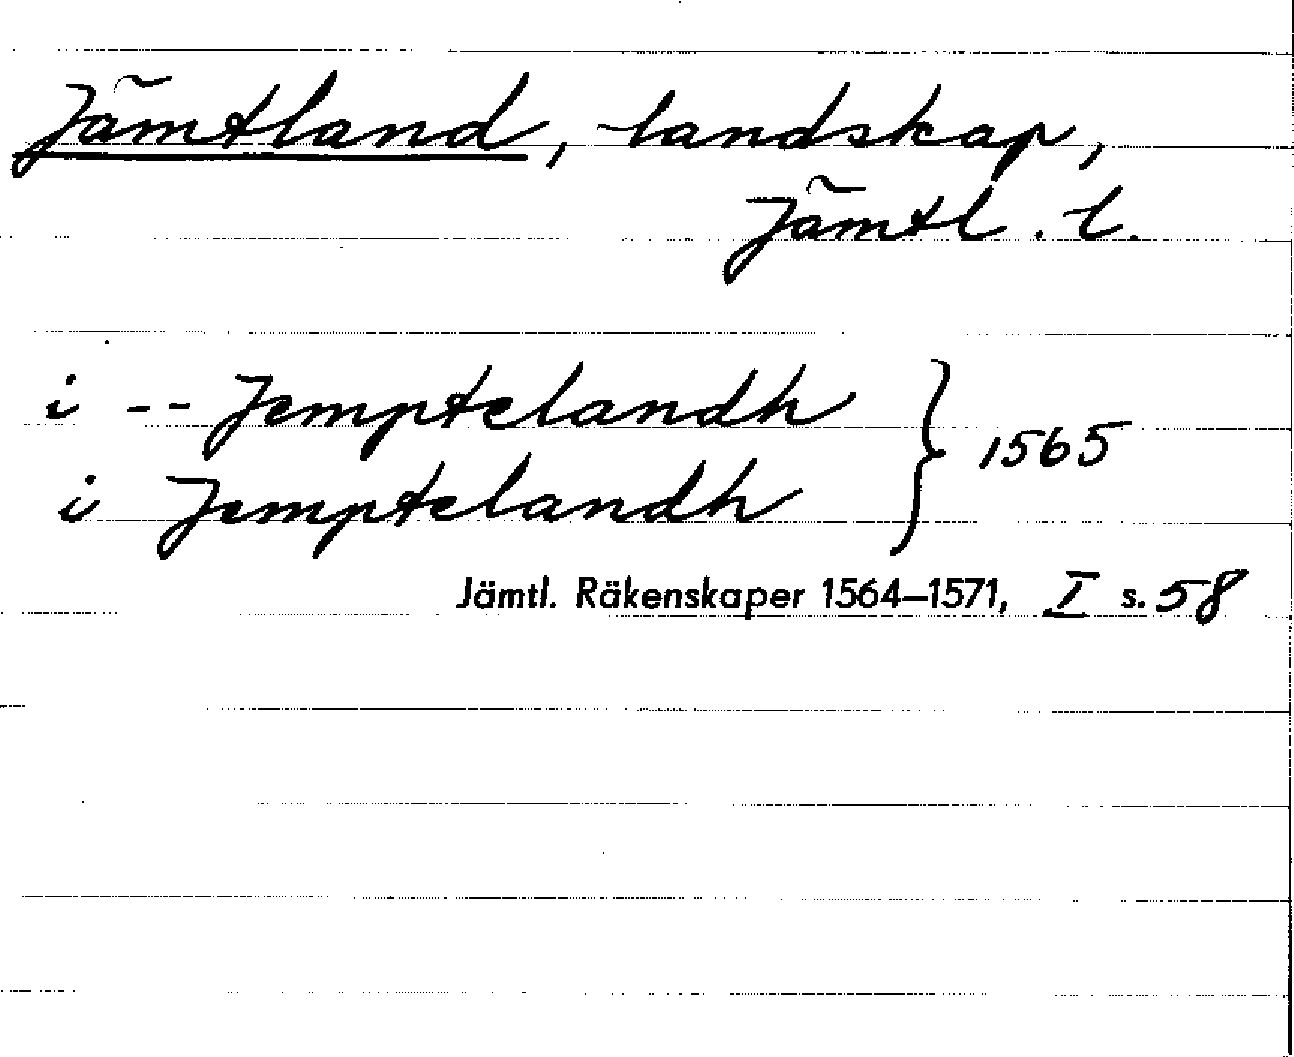 Jämtland, landskap,
Jämtl. l.
i -- Jemptelandh
i Jemptelandh } 1565
Jämtl. Räkenskaper 1564–1571, I s. 58